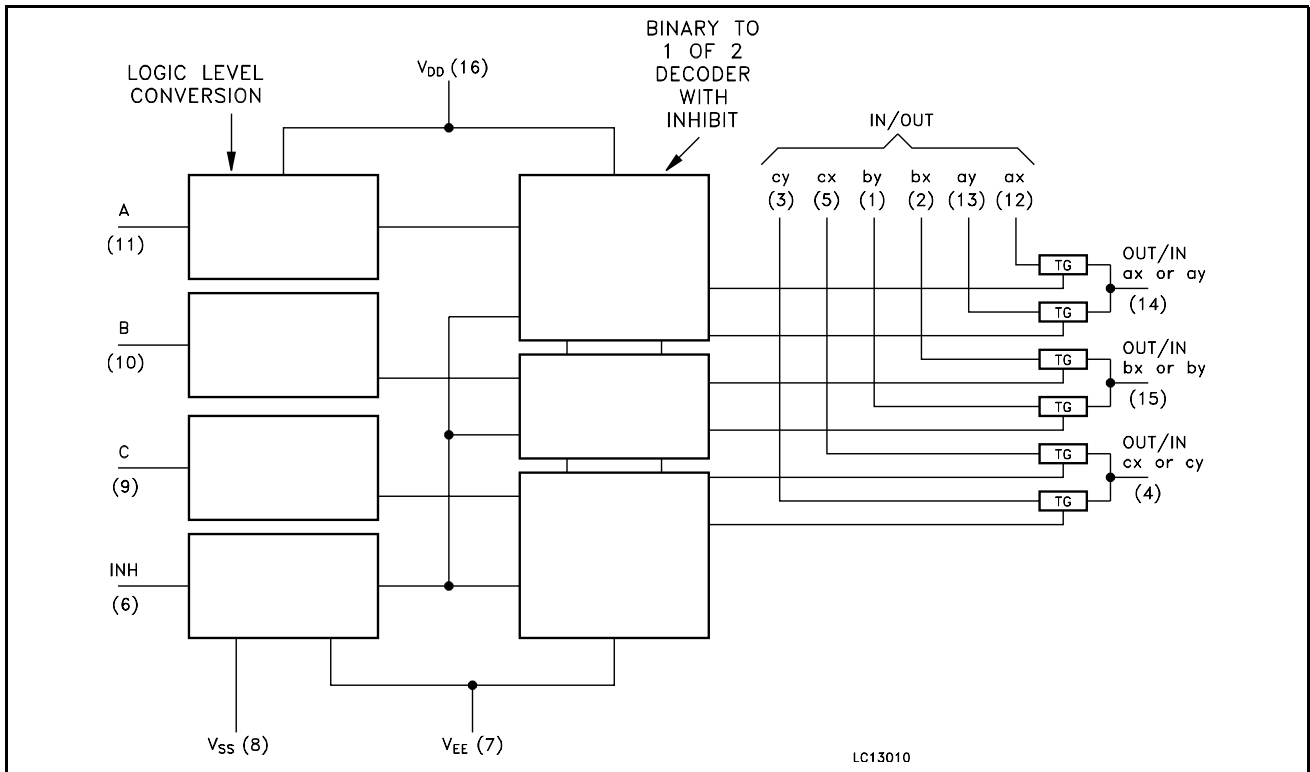 BINARY TO
1 OF 2
DECODER
WITH
INHIBIT
LOGIC LEVEL
CONVERSION
VDD (16)
IN/OUT
cy cx by bx ay ax
(3) (5) (1) (2) (13) (12)
A
(11)
B
(10)
C
(9)
INH
(6)
TG
TG
TG
TG
TG
TG
OUT/IN
ax or ay
(14)
OUT/IN
bx or by
(15)
OUT/IN
cx or cy
(4)
VSS (8)
VEE (7)
LC13010